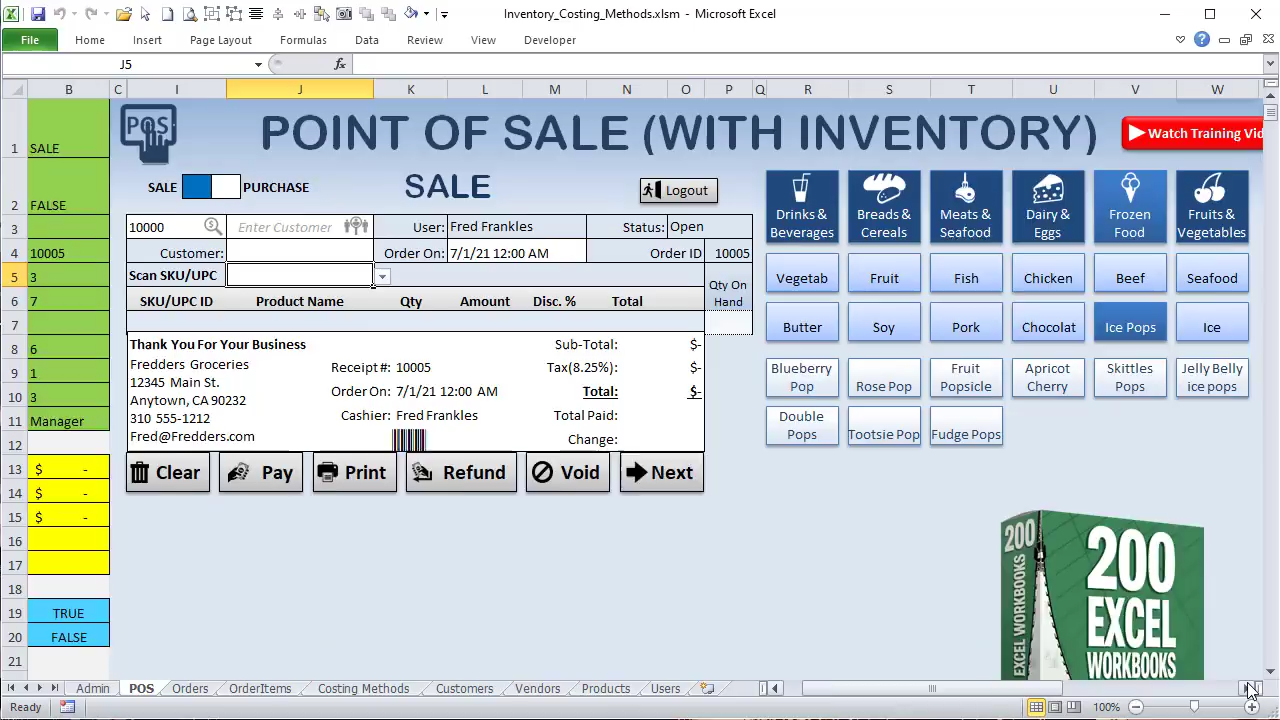 Inventory_Costing_Methods.xlsm - Microsoft Excel
File Home Insert Page Layout Formulas Data Review View Developer
J5 fx
B C I J K L M N O P Q R S T U V W
1 SALE
POS
POINT OF SALE (WITH INVENTORY)
Watch Training Vid
2 FALSE
SALE PURCHASE SALE Logout
3 10000 Enter Customer User: Fred Frankles Status: Open
4 10005 Customer: Order On: 7/1/21 12:00 AM Order ID 10005
5 3 Scan SKU/UPC
6 7 SKU/UPC ID Product Name Qty Amount Disc. % Total
Qty On
Hand
7
8 6
9 1
10 3
11 Manager
12
13 $ -
14 $ -
15 $ -
16
17
18
19 TRUE
20 FALSE
21
Thank You For Your Business
Fredders Groceries
12345 Main St.
Anytown, CA 90232
310 555-1212
Fred@Fredders.com
Receipt #: 10005
Order On: 7/1/21 12:00 AM
Cashier: Fred Frankles
Sub-Total: $-
Tax(8.25%): $-
Total: $-
Total Paid:
Change:
Clear Pay Print Refund Void Next
Drinks &
Beverages
Breads &
Cereals
Meats &
Seafood
Dairy &
Eggs
Frozen
Food
Fruits &
Vegetables
Vegetab Fruit Fish Chicken Beef Seafood
Butter Soy Pork Chocolat Ice Pops Ice
Blueberry
Pop
Rose Pop
Fruit
Popsicle
Apricot
Cherry
Skittles
Pops
Jelly Belly
ice pops
Double
Pops
Tootsie Pop
Fudge Pops
200
EXCEL WORKBOOKS
200
EXCEL
WORKBOOKS
Admin POS Orders OrderItems Costing Methods Customers Vendors Products Users
Ready 100%